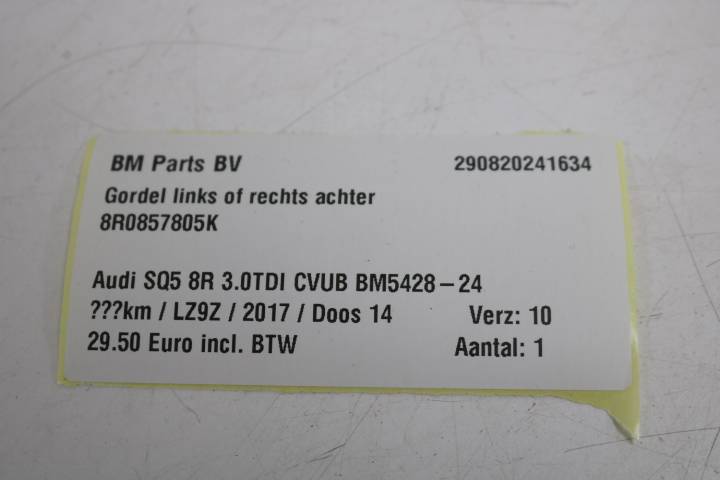 BM Parts BV 290820241634
Gordel links of rechts achter
8R0857805K
Audi SQ5 8R 3.0TDI CVUB BM5428-24
???km / LZ9Z / 2017 / Doos 14 Verz: 10
29.50 Euro incl. BTW Aantal: 1